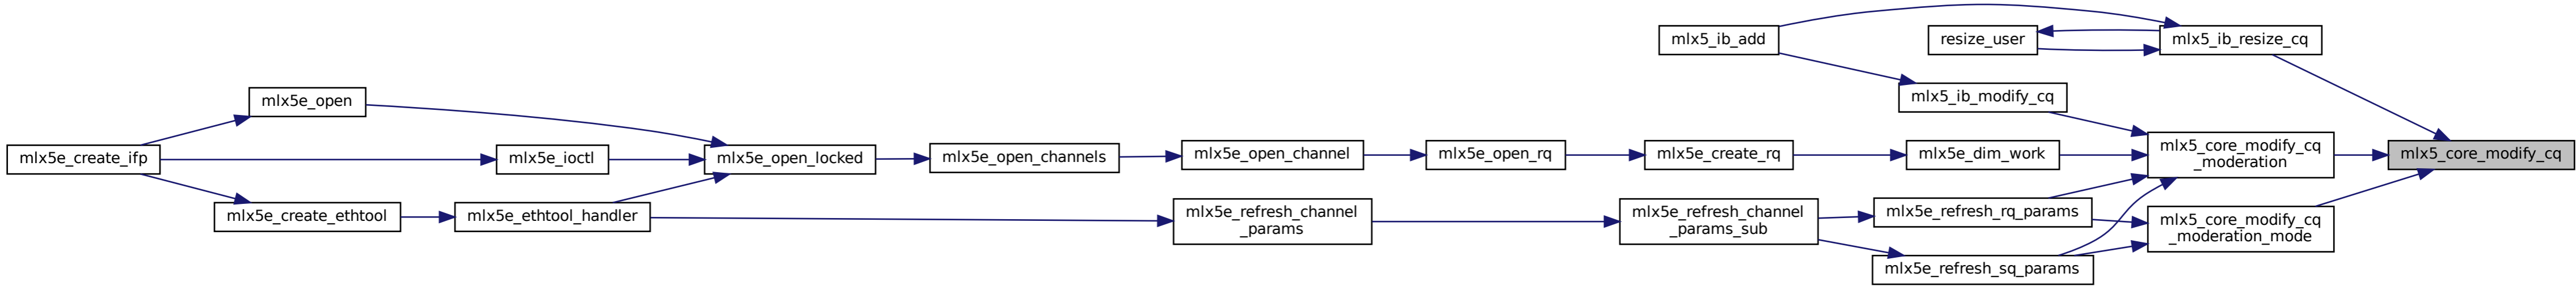 mlx5_ib_add
resize_user
mlx5_ib_resize_cq
mlx5e_open
mlx5_ib_modify_cq
mlx5e_create_ifp
mlx5e_ioctl
mlx5e_open_locked
mlx5e_open_channels
mlx5e_open_channel
mlx5e_open_rq
mlx5e_create_rq
mlx5e_dim_work
mlx5_core_modify_cq
_moderation
mlx5_core_modify_cq
mlx5e_create_ethtool
mlx5e_ethtool_handler
mlx5e_refresh_channel
_params
mlx5e_refresh_channel
_params_sub
mlx5e_refresh_rq_params
mlx5_core_modify_cq
_moderation_mode
mlx5e_refresh_sq_params